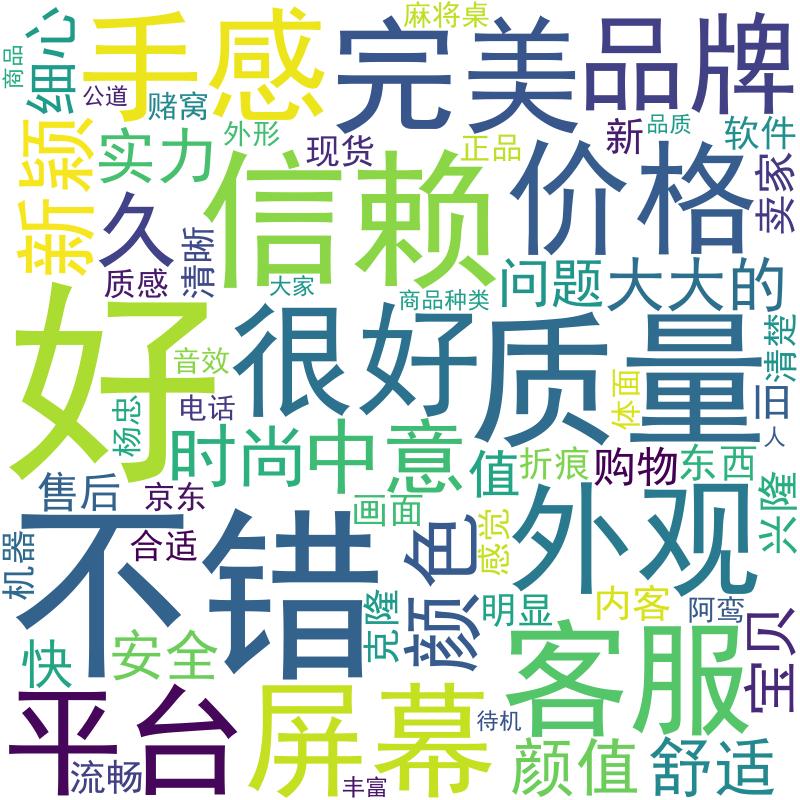 麻将桌
商品
细心
手感
完美
品牌
公道
赌窝
新颖
实力
外形
现货
正品
新
品质
软件
信赖
价格
卖家
久
清晰
质感
大家
商品种类
问题
大大的
好
很好
质量
清楚
音效
体面
电话
杨忠
人
时尚
中意
值
折痕
购物
东西
售后
京东
画面
感觉
兴隆
不错
外观
颜色
机器
合适
克隆
明显
内客
阿鸾
快
安全
客服
宝贝
平台
屏幕
待机
颜值
舒适
流畅
丰富